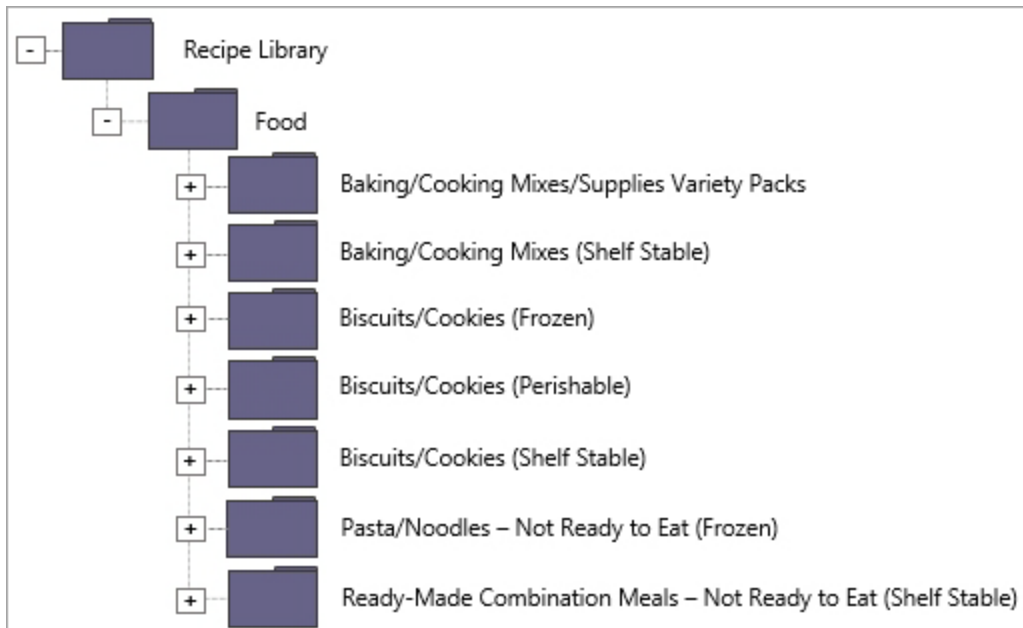 - Recipe Library
- Food
+ Baking/Cooking Mixes/Supplies Variety Packs
+ Baking/Cooking Mixes (Shelf Stable)
+ Biscuits/Cookies (Frozen)
+ Biscuits/Cookies (Perishable)
+ Biscuits/Cookies (Shelf Stable)
+ Pasta/Noodles – Not Ready to Eat (Frozen)
+ Ready-Made Combination Meals – Not Ready to Eat (Shelf Stable)